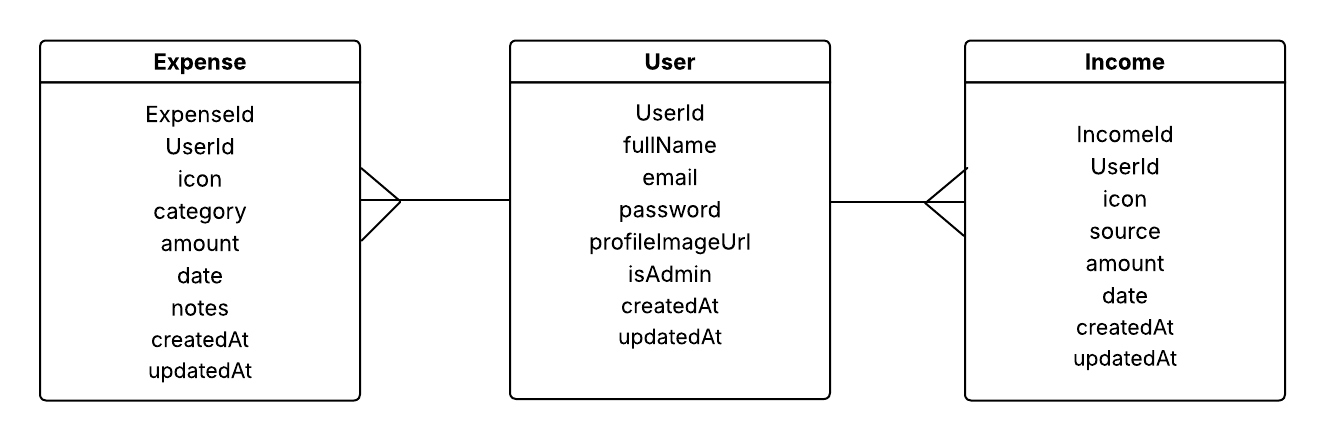 Expense
ExpenseId
UserId
icon
category
amount
date
notes
createdAt
updatedAt
User
UserId
fullName
email
password
profileImageUrl
isAdmin
createdAt
updatedAt
Income
IncomeId
UserId
icon
source
amount
date
createdAt
updatedAt